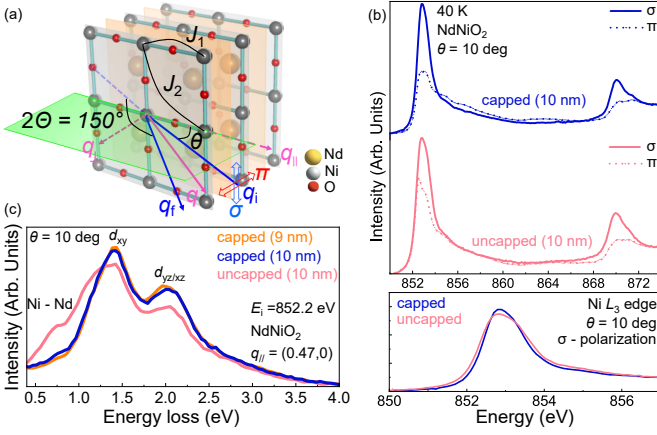 (a)
J1
J2
2Θ = 150°
θ
q∥
q
qi
qf
π
σ
Nd
Ni
O
(b)
40 K
NdNiO2
θ = 10 deg
σ
π
capped (10 nm)
σ
π
uncapped (10 nm)
Intensity (Arb. Units)
852 856 860 864 868 872
capped
uncapped
Ni L3 edge
θ = 10 deg
σ - polarization
850 852 854 856
Energy (eV)
(c)
θ = 10 deg
dxy
capped (9 nm)
capped (10 nm)
uncapped (10 nm)
dyz/xz
Ni - Nd
Ei =852.2 eV
NdNiO2
q// = (0.47,0)
Intensity (Arb. Units)
0.5 1.0 1.5 2.0 2.5 3.0 3.5 4.0
Energy loss (eV)